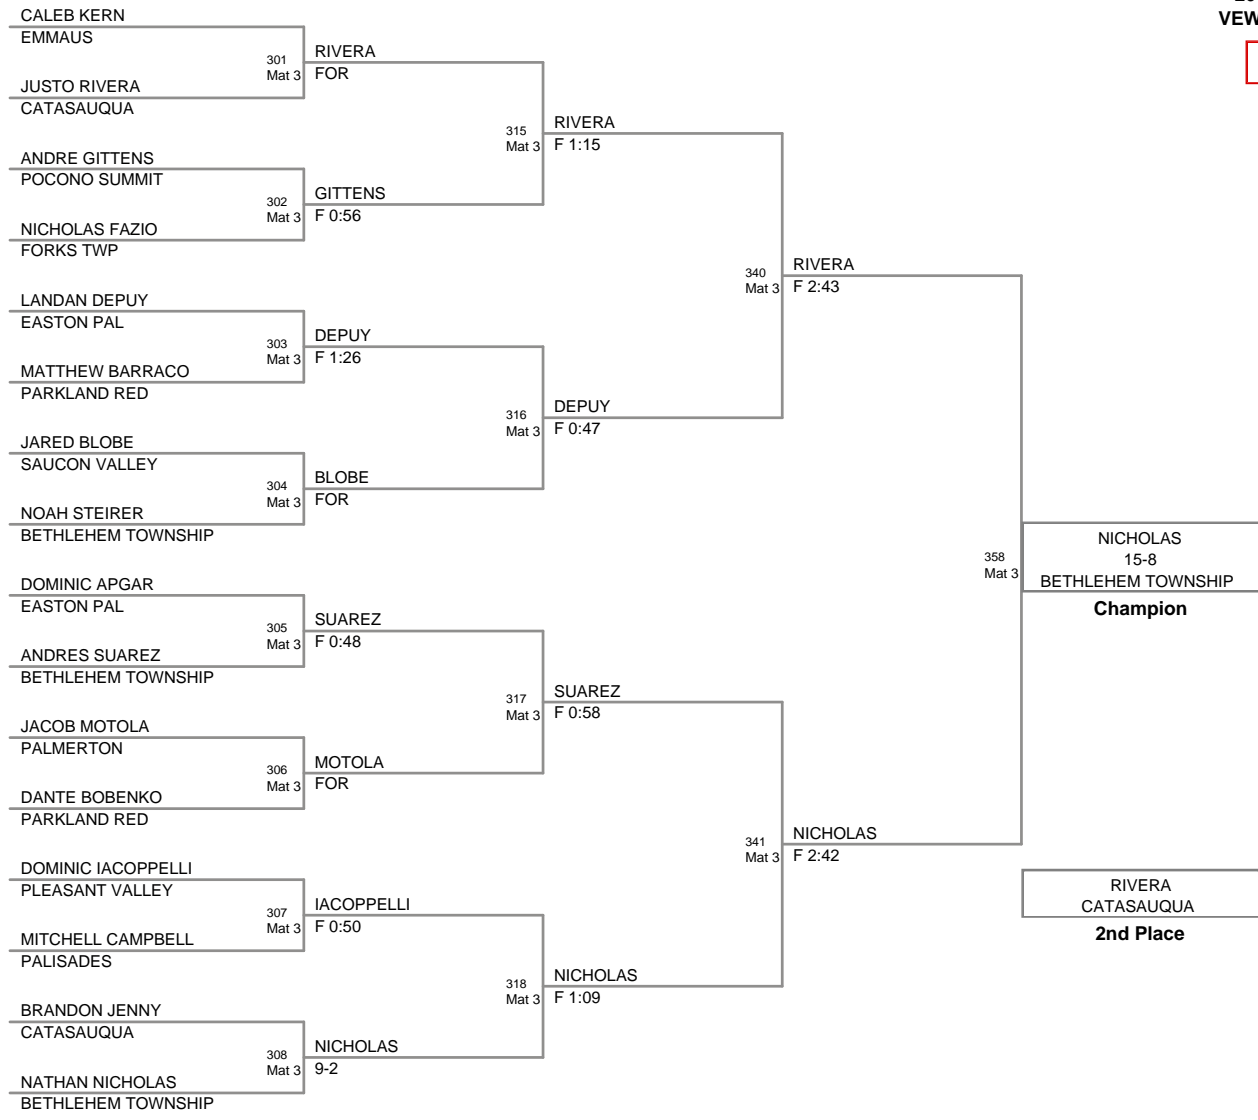 CALEB KERN
EMMAUS
301
Mat 3
RIVERA
FOR
JUSTO RIVERA
CATASAUQUA
315
Mat 3
RIVERA
F 1:15
ANDRE GITTENS
POCONO SUMMIT
302
Mat 3
GITTENS
F 0:56
NICHOLAS FAZIO
FORKS TWP
340
Mat 3
RIVERA
F 2:43
LANDAN DEPUY
EASTON PAL
303
Mat 3
DEPUY
F 1:26
MATTHEW BARRACO
PARKLAND RED
316
Mat 3
DEPUY
F 0:47
JARED BLOBE
SAUCON VALLEY
304
Mat 3
BLOBE
FOR
NOAH STEIRER
BETHLEHEM TOWNSHIP
358
Mat 3
NICHOLAS
15-8
BETHLEHEM TOWNSHIP
Champion
DOMINIC APGAR
EASTON PAL
305
Mat 3
SUAREZ
F 0:48
ANDRES SUAREZ
BETHLEHEM TOWNSHIP
317
Mat 3
SUAREZ
F 0:58
JACOB MOTOLA
PALMERTON
306
Mat 3
MOTOLA
FOR
DANTE BOBENKO
PARKLAND RED
341
Mat 3
NICHOLAS
F 2:42
DOMINIC IACOPPELLI
PLEASANT VALLEY
307
Mat 3
IACOPPELLI
F 0:50
MITCHELL CAMPBELL
PALISADES
RIVERA
CATASAUQUA
2nd Place
318
Mat 3
NICHOLAS
F 1:09
BRANDON JENNY
CATASAUQUA
308
Mat 3
NICHOLAS
9-2
NATHAN NICHOLAS
BETHLEHEM TOWNSHIP